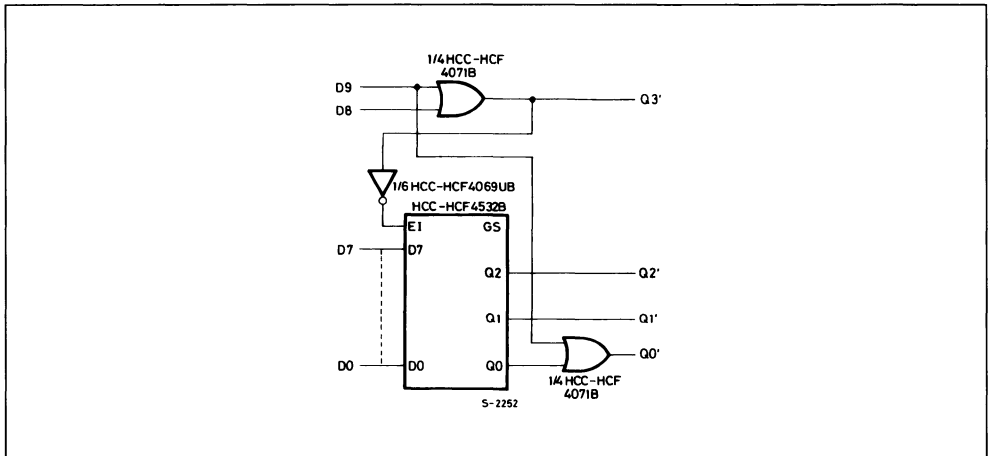 1/4 HCC-HCF
4071B
D9
D8
Q3'
1/6 HCC-HCF4069UB
HCC-HCF4532B
EI
GS
D7
D7
Q2
Q2'
Q1
Q1'
Q0'
D0
D0
Q0
1/4 HCC-HCF
4071B
S-2252